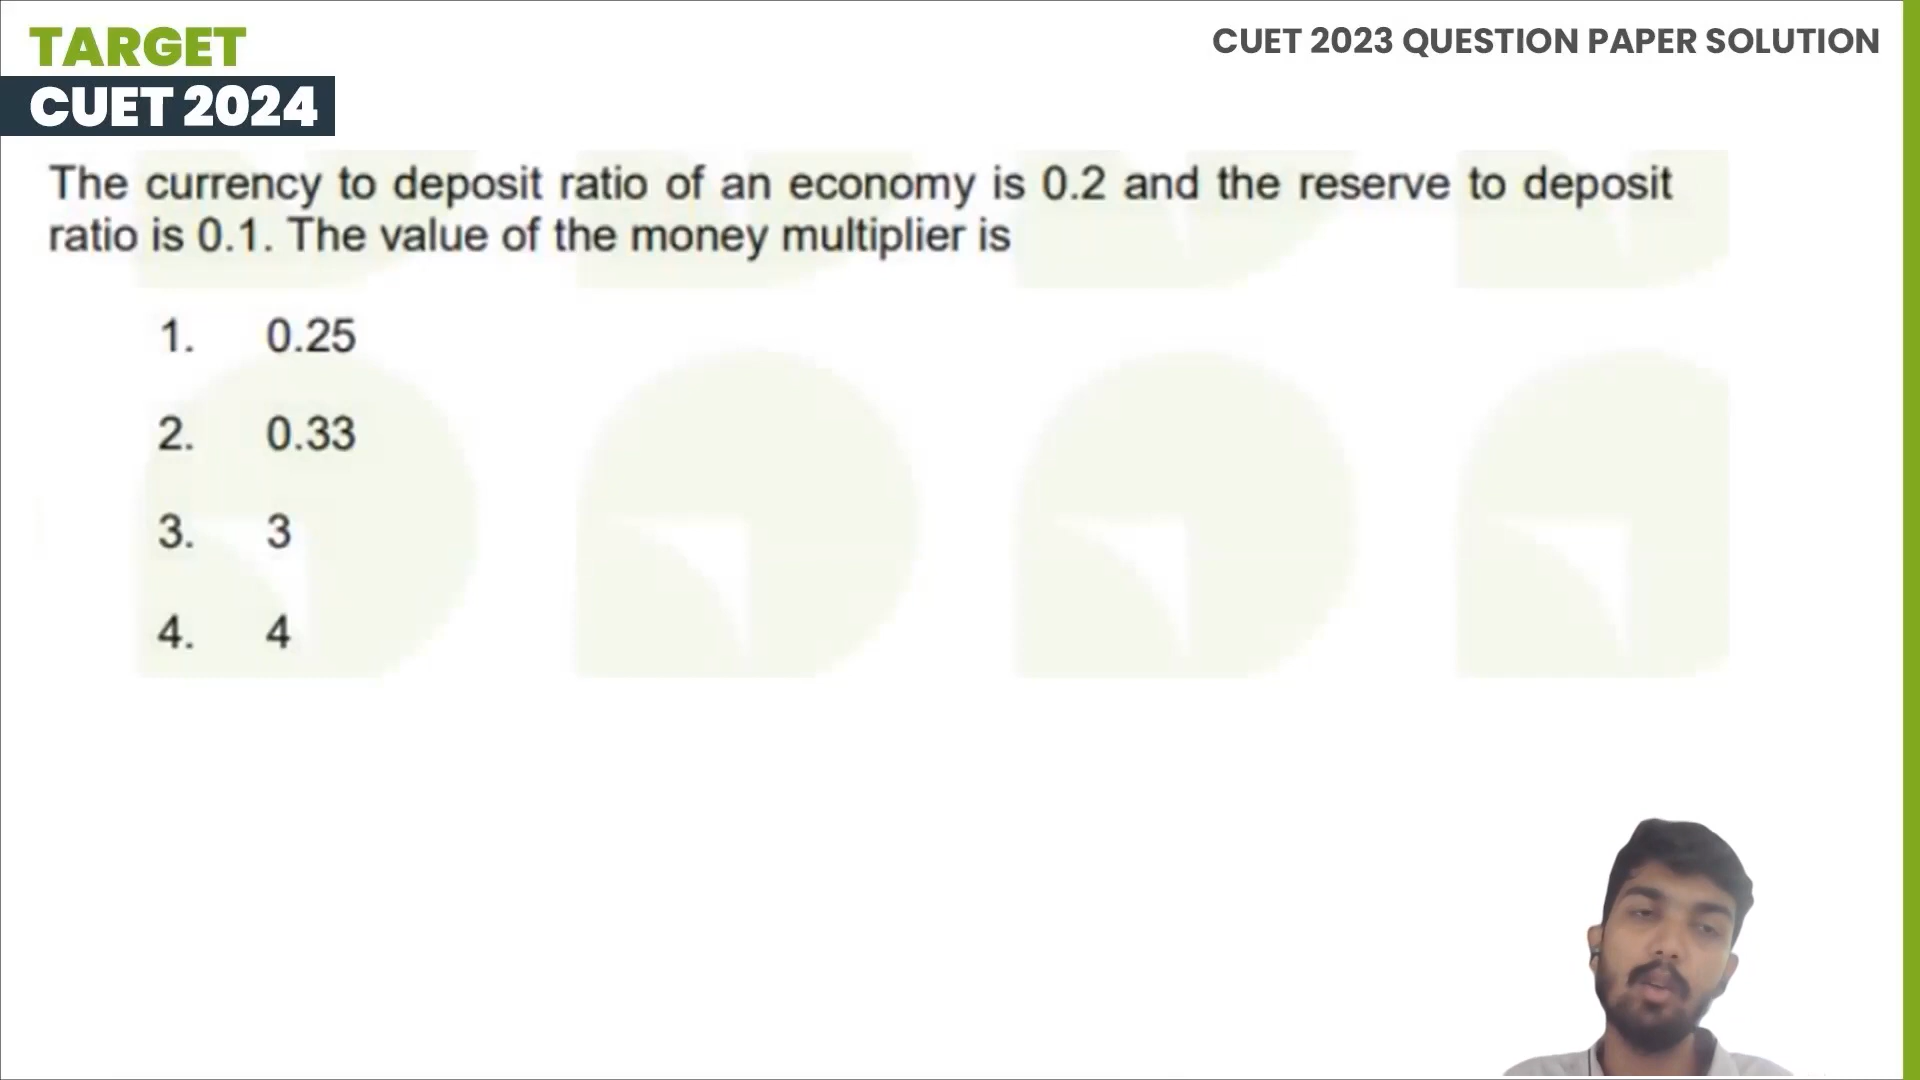 TARGET
CUET 2024
CUET 2023 QUESTION PAPER SOLUTION
The currency to deposit ratio of an economy is 0.2 and the reserve to deposit
ratio is 0.1. The value of the money multiplier is
1. 0.25
2. 0.33
3. 3
4. 4